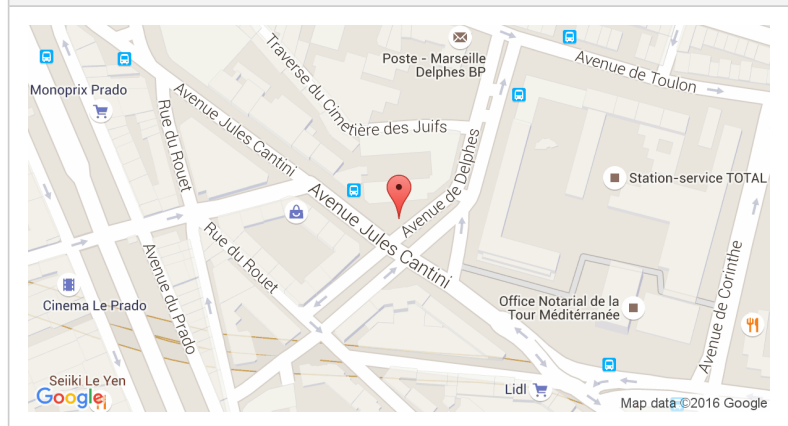 Poste - Marseille
Delphes BP
Avenue de Toulon
Traverse du Cimetière des Juifs
Monoprix Prado
Avenue Jules Cantini
Rue du Rouet
Avenue de Delphes
Station-service TOTAL
Avenue Jules Cantini
Rue du Rouet
Avenue du Prado
Avenue de Corinthe
Cinema Le Prado
Office Notarial de la
Tour Méditérranée
Seiiki Le Yen
Lidl
Google
Map data ©2016 Google